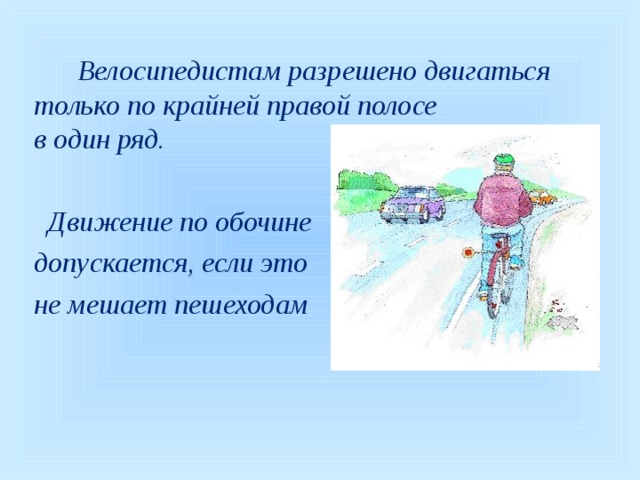 Велосипедистам разрешено двигаться
только по крайней правой полосе
в один ряд.
Движение по обочине
допускается, если это
не мешает пешеходам